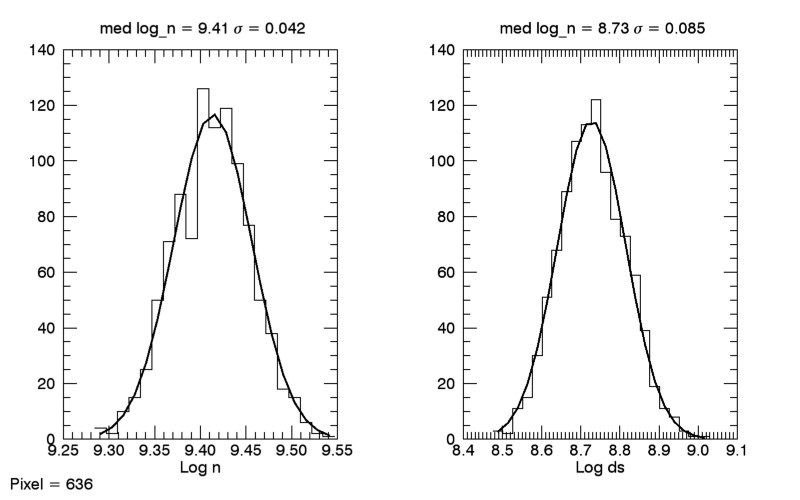 med log_n = 9.41 σ = 0.042
med log_n = 8.73 σ = 0.085
140
120
100
80
60
40
20
0
9.25 9.30 9.35 9.40 9.45 9.50 9.55
Log n
140
120
100
80
60
40
20
0
8.4 8.5 8.6 8.7 8.8 8.9 9.0 9.1
Log ds
Pixel = 636